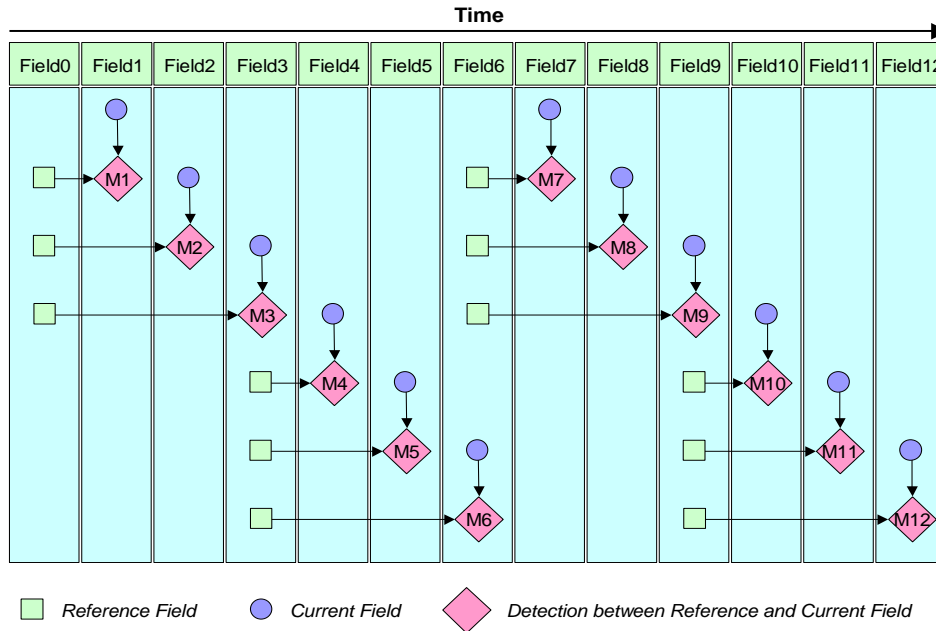 Time
Field0 Field1 Field2 Field3 Field4 Field5 Field6 Field7 Field8 Field9 Field10 Field11 Field12
M1 M7
M2 M8
M3 M9
M4 M10
M5 M11
M6 M12
Reference Field Current Field Detection between Reference and Current Field